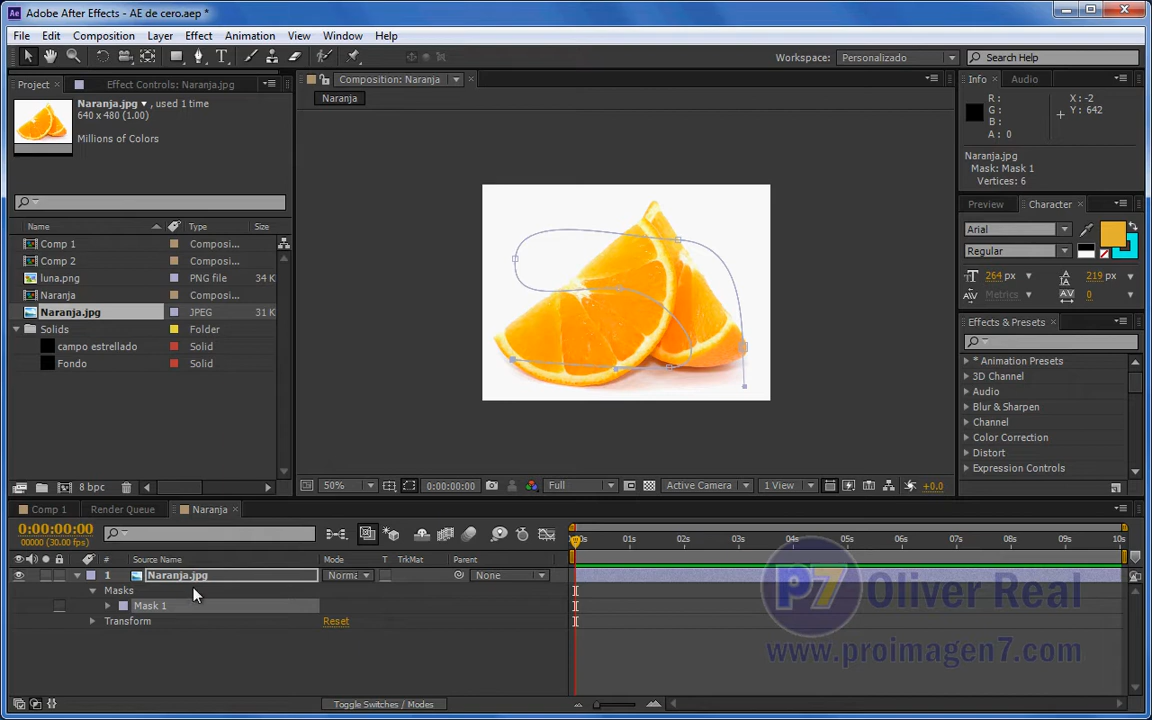 Adobe After Effects - AE de cero.aep *
File Edit Composition Layer Effect Animation View Window Help
Workspace: Personalizado Search Help
Project Effect Controls: Naranja.jpg
Naranja.jpg ▾ , used 1 time
640 x 480 (1.00)
Millions of Colors
Name Type
Comp 1 Composi...
Comp 2 Composi...
luna.png PNG file 34 K
Naranja Composi...
Naranja.jpg JPEG 31 K
Solids Folder
campo estrellado Solid
Fondo Solid
8 bpc
Composition: Naranja
Naranja
50% 0:00:00:00 Full Active Camera 1 View +0.0
Info Audio
R: X: -2
G: Y: 642
B:
A: 0
Naranja.jpg
Mask: Mask 1
Vertices: 6
Preview Character
Arial
Regular
264 px 219 px
Metrics 0
Effects & Presets
* Animation Presets
3D Channel
Audio
Blur & Sharpen
Channel
Color Correction
Distort
Expression Controls
Comp 1 Render Queue Naranja
0:00:00:00
00000 (30.00 fps)
# Source Name Mode T TrkMat Parent
1 Naranja.jpg Norma None
Masks
Mask 1
Transform Reset
Toggle Switches / Modes
01s 02s 03s 04s 05s 06s 07s 08s 09s 10s
P7 Oliver Real
www.proimagen7.com